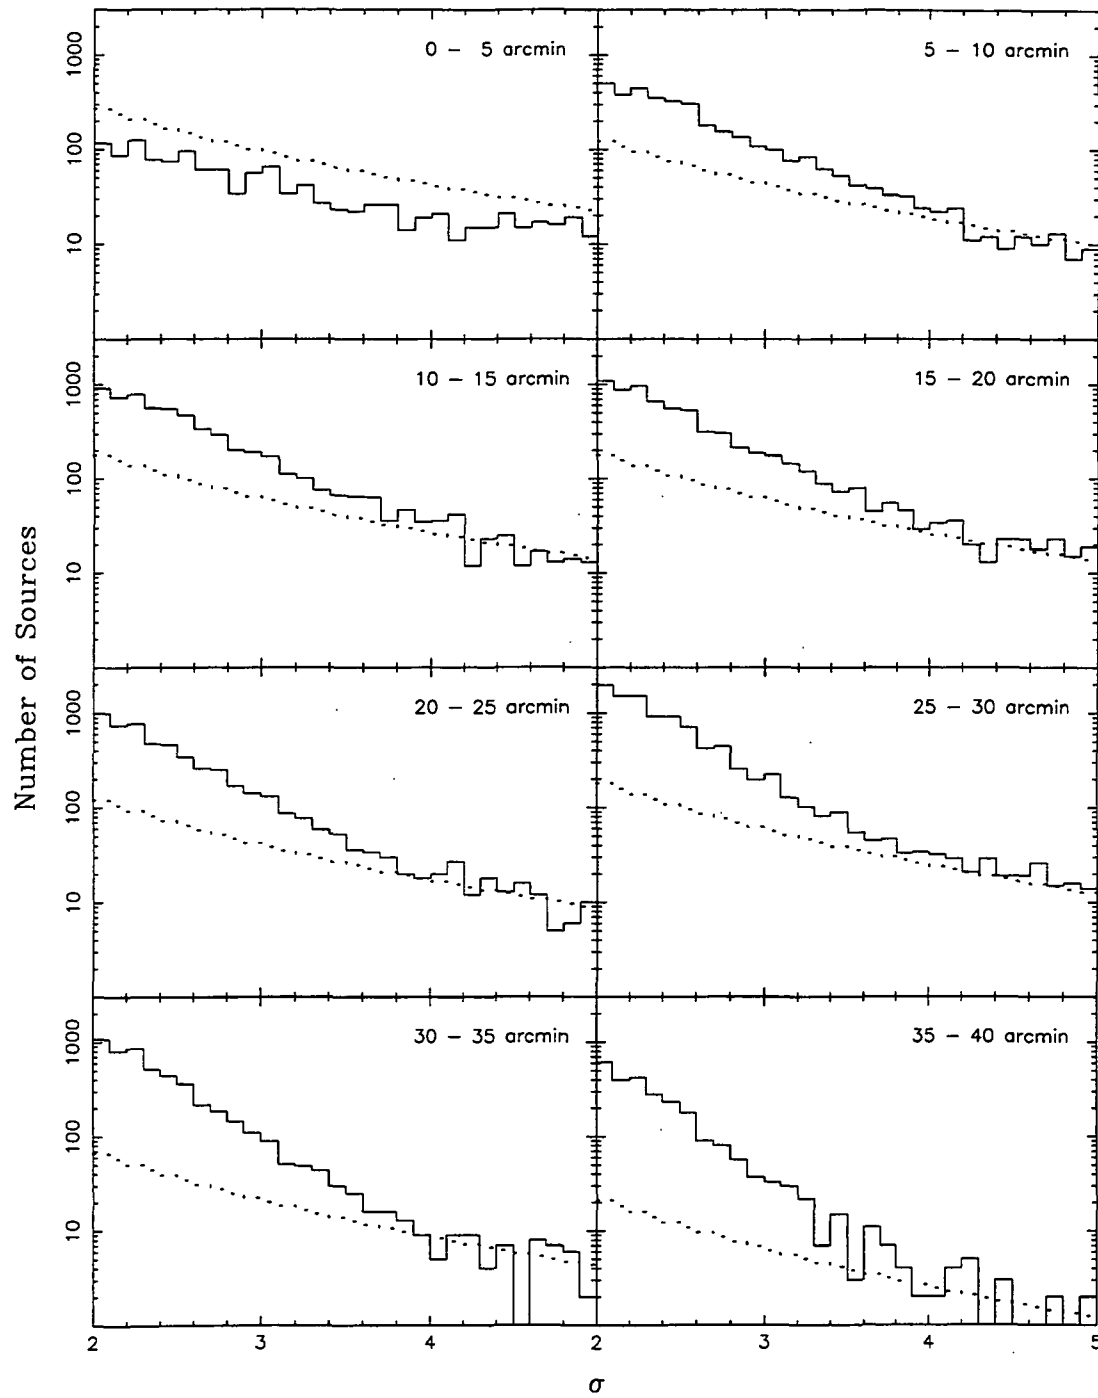 0 – 5 arcmin
5 – 10 arcmin
1000
100
10
10 – 15 arcmin
15 – 20 arcmin
1000
100
10
20 – 25 arcmin
25 – 30 arcmin
1000
100
10
30 – 35 arcmin
35 – 40 arcmin
1000
100
10
Number of Sources
2
3
4
2
3
4
5
σ